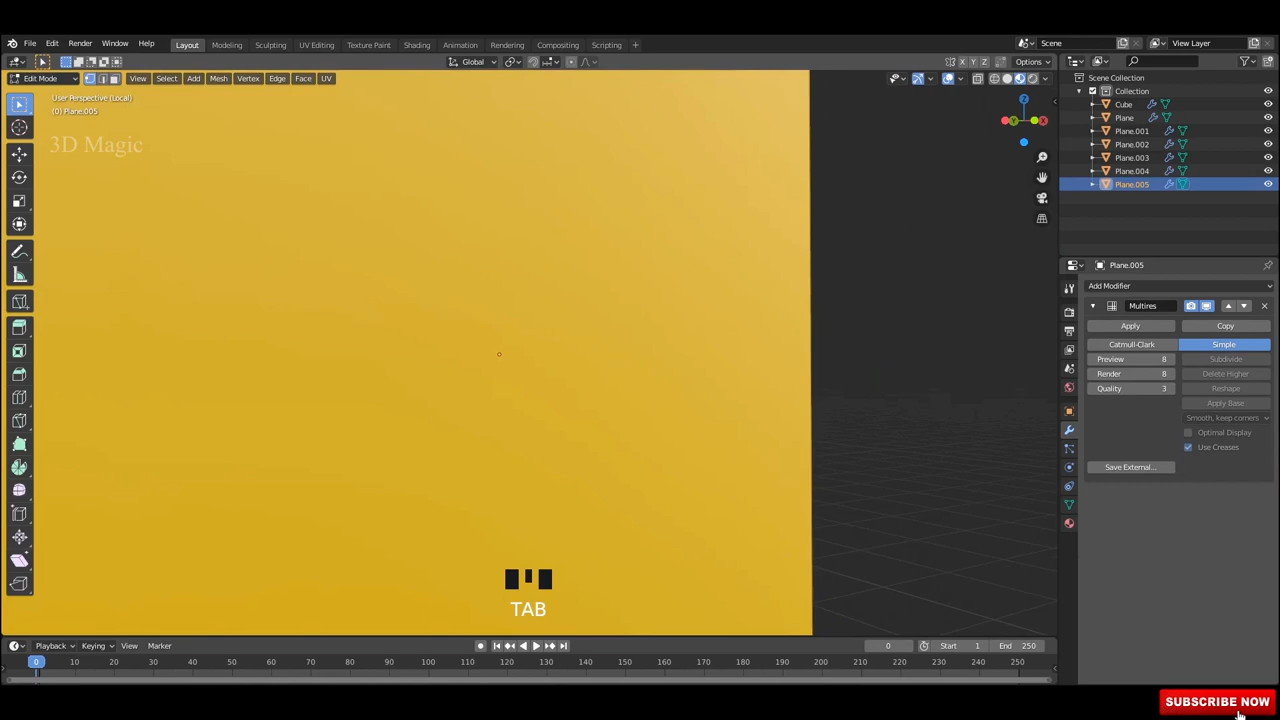 File Edit Render Window Help Layout Modeling Sculpting UV Editing Texture Paint Shading Animation Rendering Compositing Scripting + Scene View Layer
Global Options
Edit Mode View Select Add Mesh Vertex Edge Face UV
Scene Collection
Collection
Cube
Plane
Plane.001
Plane.002
Plane.003
Plane.004
Plane.005
User Perspective (Local)
(0) Plane.005
3D Magic
Z
Y X
Plane.005
Add Modifier
Multires
Apply Copy
Catmull-Clark Simple
Preview 8 Subdivide
Render 8 Delete Higher
Quality 3 Reshape
Apply Base
Smooth, keep corners
Optimal Display
Use Creases
Save External...
TAB
Playback Keying View Marker 0 Start 1 End 250
0 10 20 30 40 50 60 70 80 90 100 110 120 130 140 150 160 170 180 190 200 210 220 230 240 250
SUBSCRIBE NOW